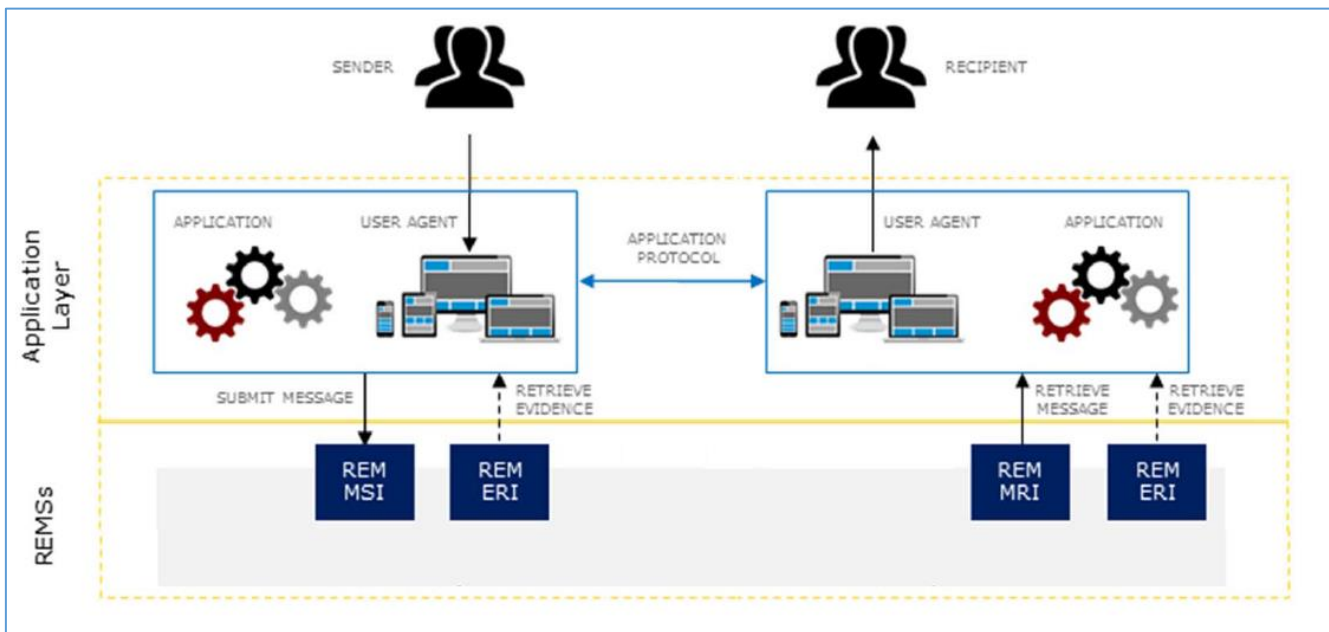 SENDER
RECIPIENT
Application
Layer
APPLICATION
USER AGENT
APPLICATION
PROTOCOL
USER AGENT
APPLICATION
SUBMIT MESSAGE
RETRIEVE
EVIDENCE
RETRIEVE
MESSAGE
RETRIEVE
EVIDENCE
REMSs
REM
MSI
REM
ERI
REM
MRI
REM
ERI